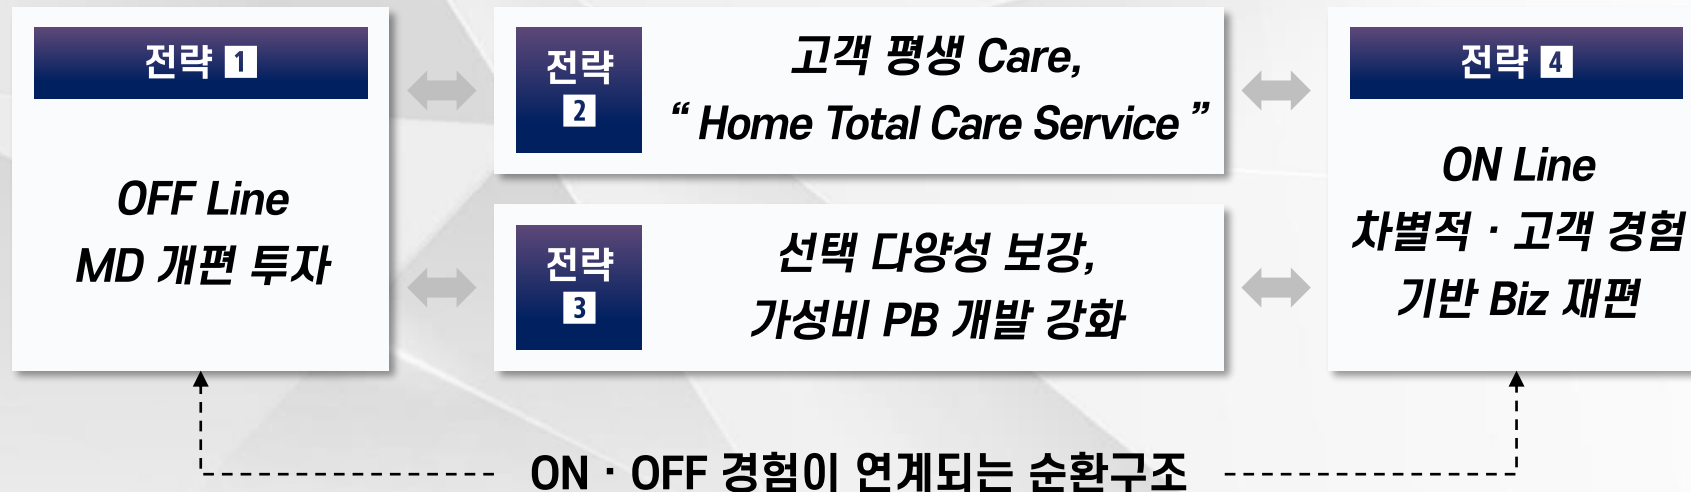 전략 1
OFF Line
MD 개편 투자
전략
2
고객 평생 Care,
“ Home Total Care Service ”
전략
3
선택 다양성 보강,
가성비 PB 개발 강화
전략 4
ON Line
차별적 · 고객 경험
기반 Biz 재편
ON · OFF 경험이 연계되는 순환구조